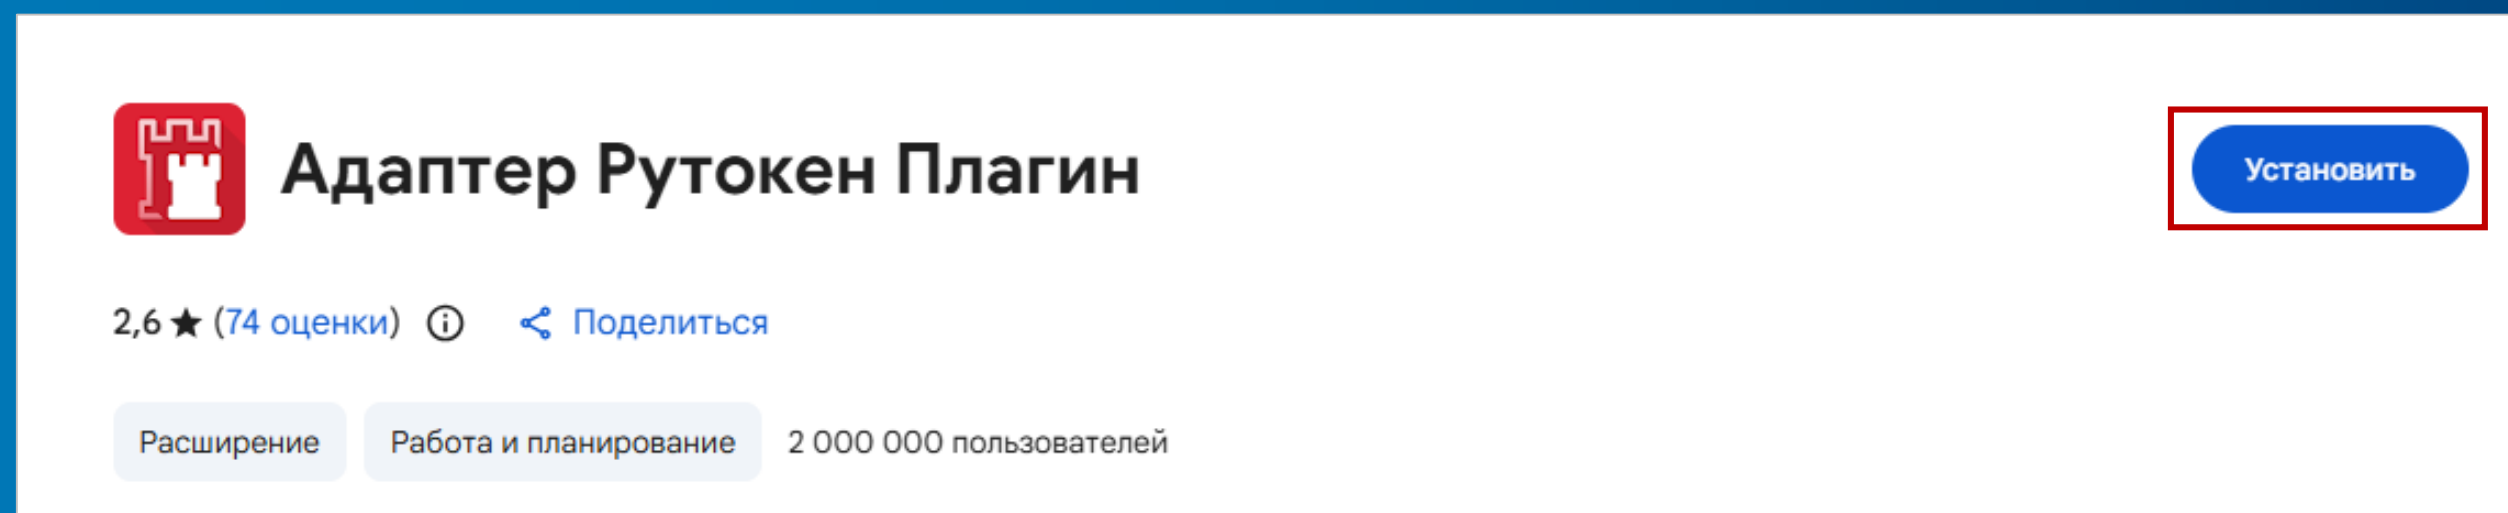 Адаптер Рутокен Плагин
Установить
2,6 ★ (74 оценки) Поделиться
Расширение Работа и планирование 2 000 000 пользователей